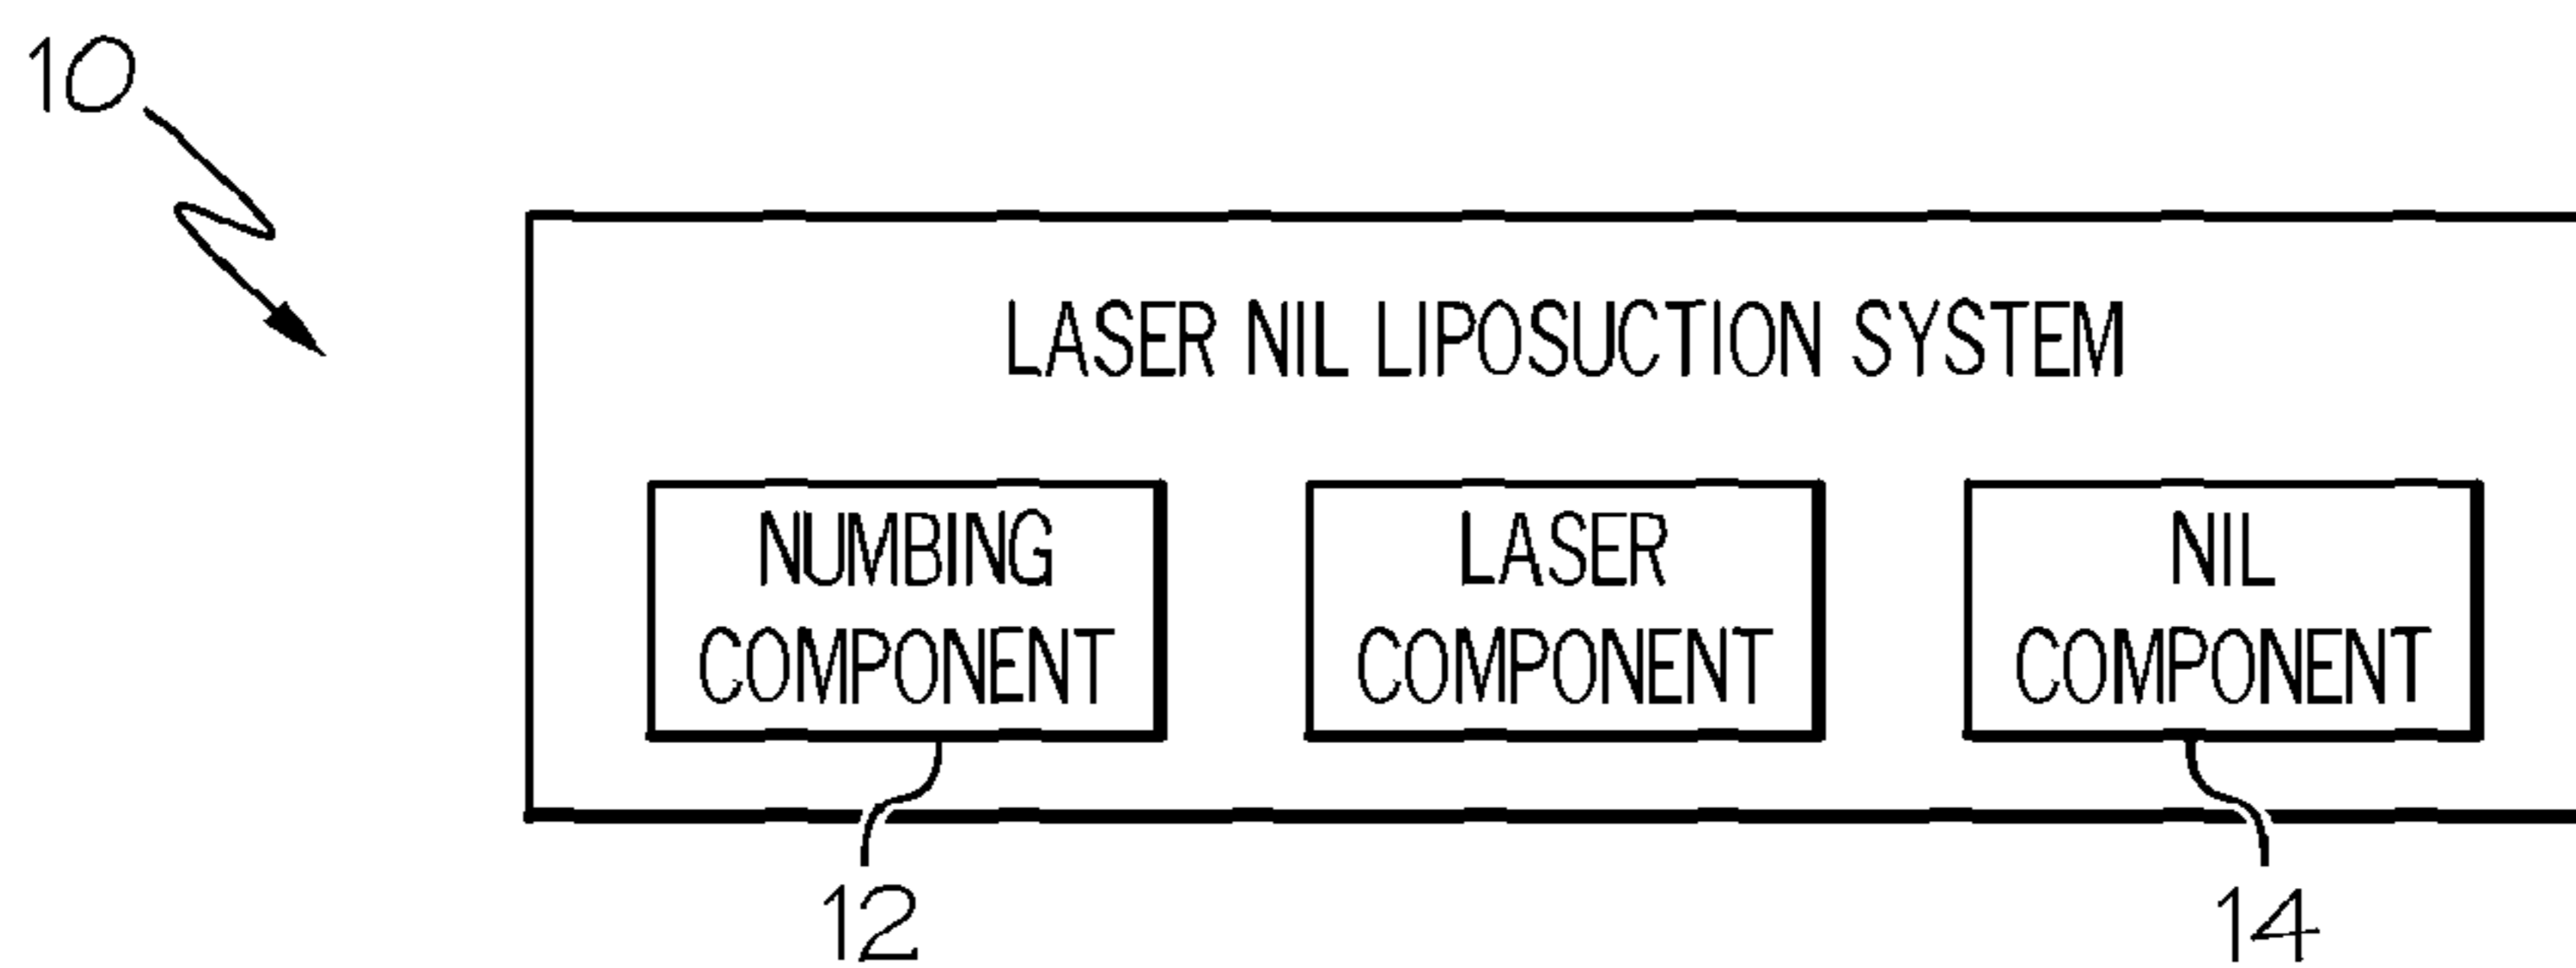 10
LASER NIL LIPOSUCTION SYSTEM
NUMBING
COMPONENT
LASER
COMPONENT
NIL
COMPONENT
12
14